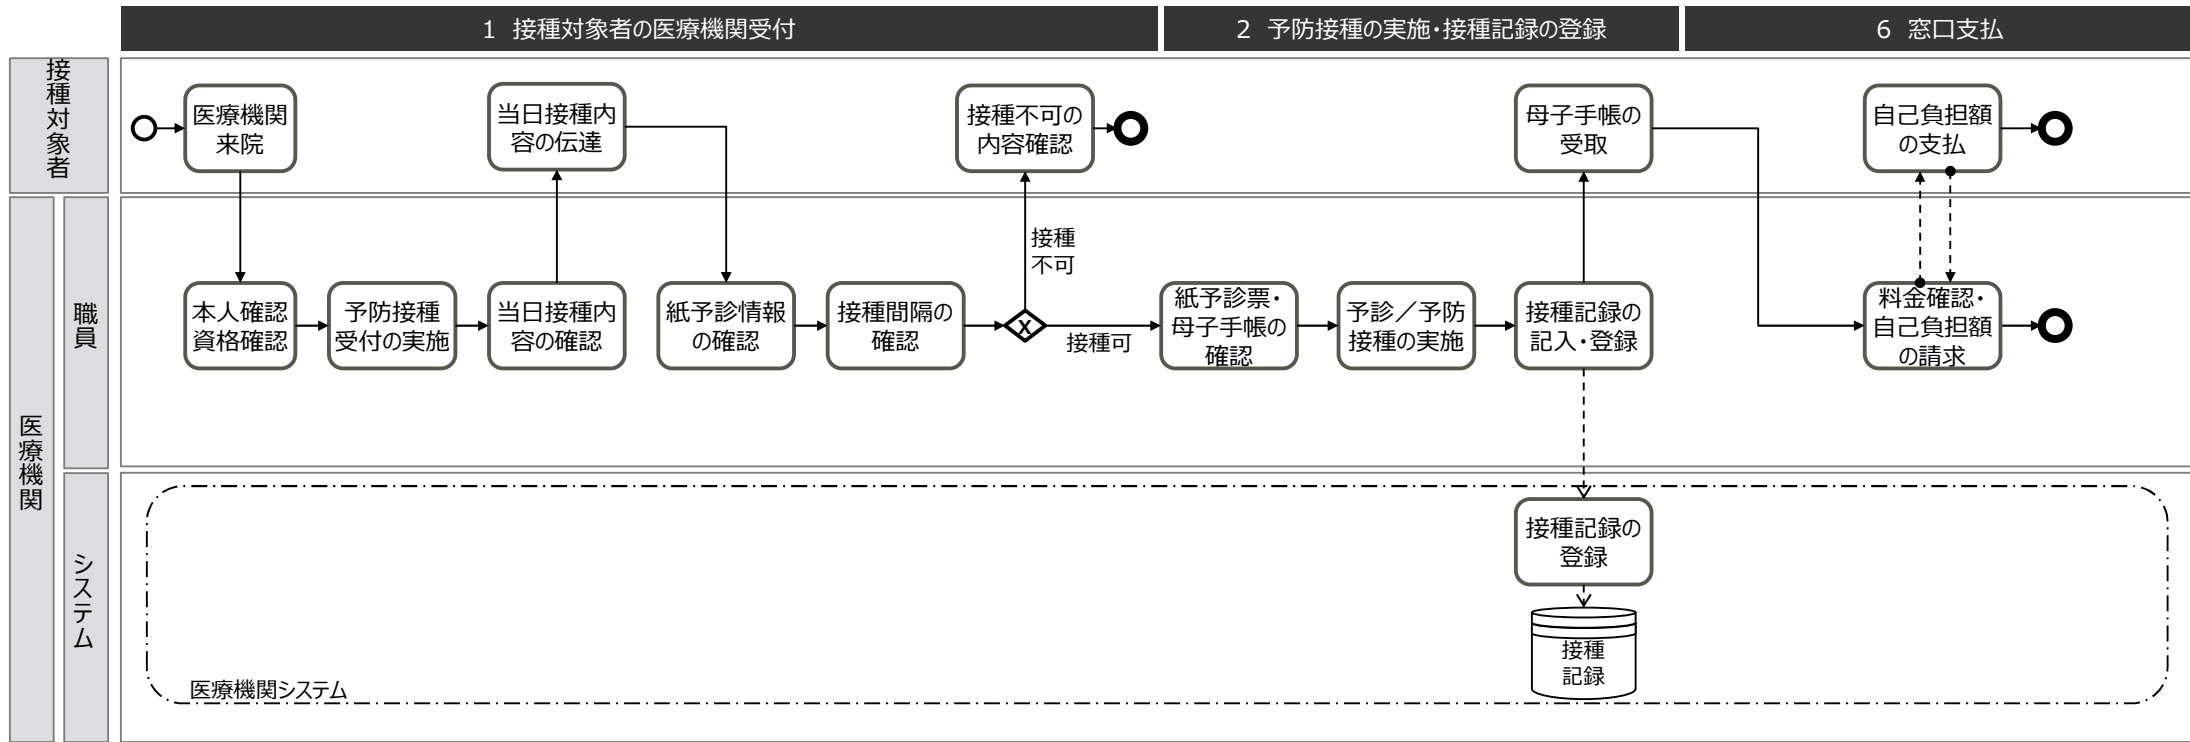 1 接種対象者の医療機関受付
2 予防接種の実施・接種記録の登録
6 窓口支払
接種対象者
医療機関
来院
当日接種内
容の伝達
接種不可の
内容確認
母子手帳の
受取
自己負担額
の支払
医療機関
職員
本人確認
資格確認
予防接種
受付の実施
当日接種内
容の確認
紙予診情報
の確認
接種間隔の
確認
X
接種
不可
接種可
紙予診票・
母子手帳の
確認
予診／予防
接種の実施
接種記録の
記入・登録
料金確認・
自己負担額
の請求
システム
接種記録の
登録
接種
記録
医療機関システム